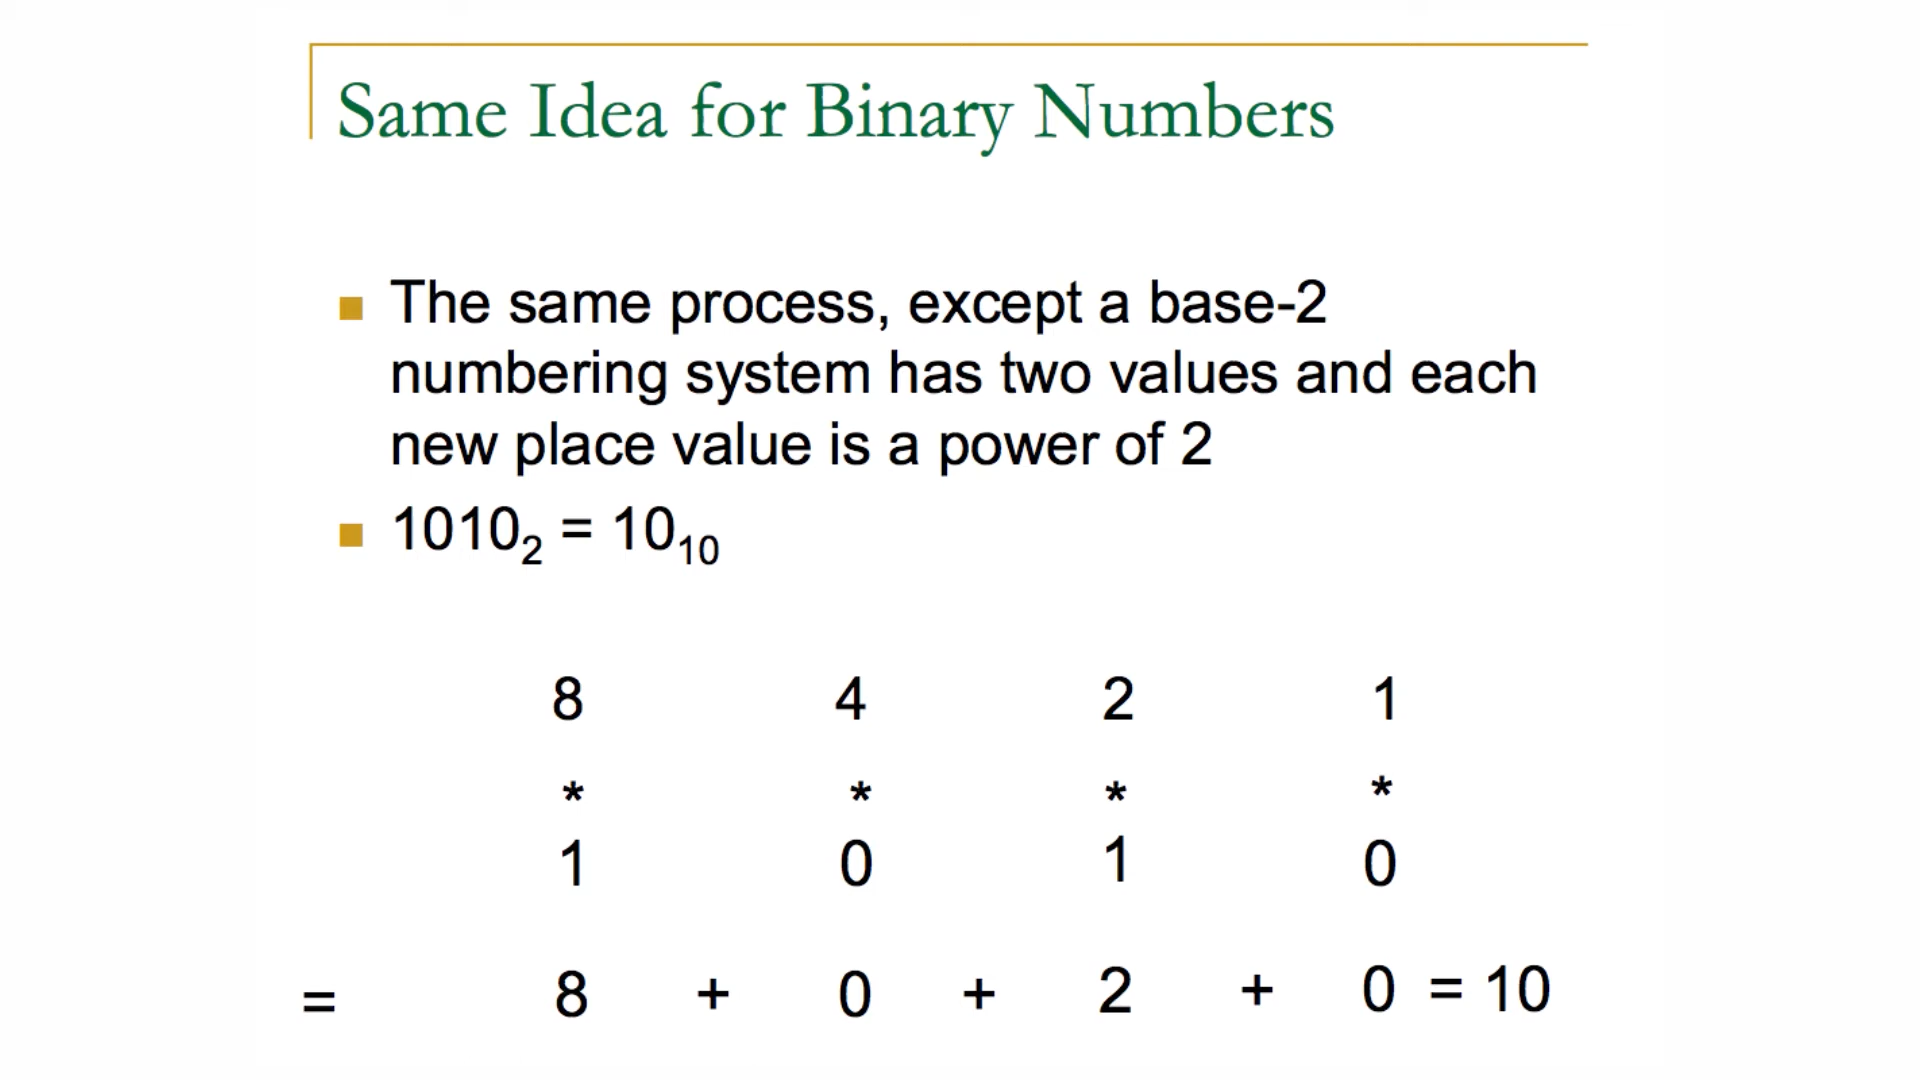 Same Idea for Binary Numbers
The same process, except a base-2
numbering system has two values and each
new place value is a power of 2
1010₂ = 10₁₀
8 4 2 1
* * * *
1 0 1 0
= 8 + 0 + 2 + 0 = 10